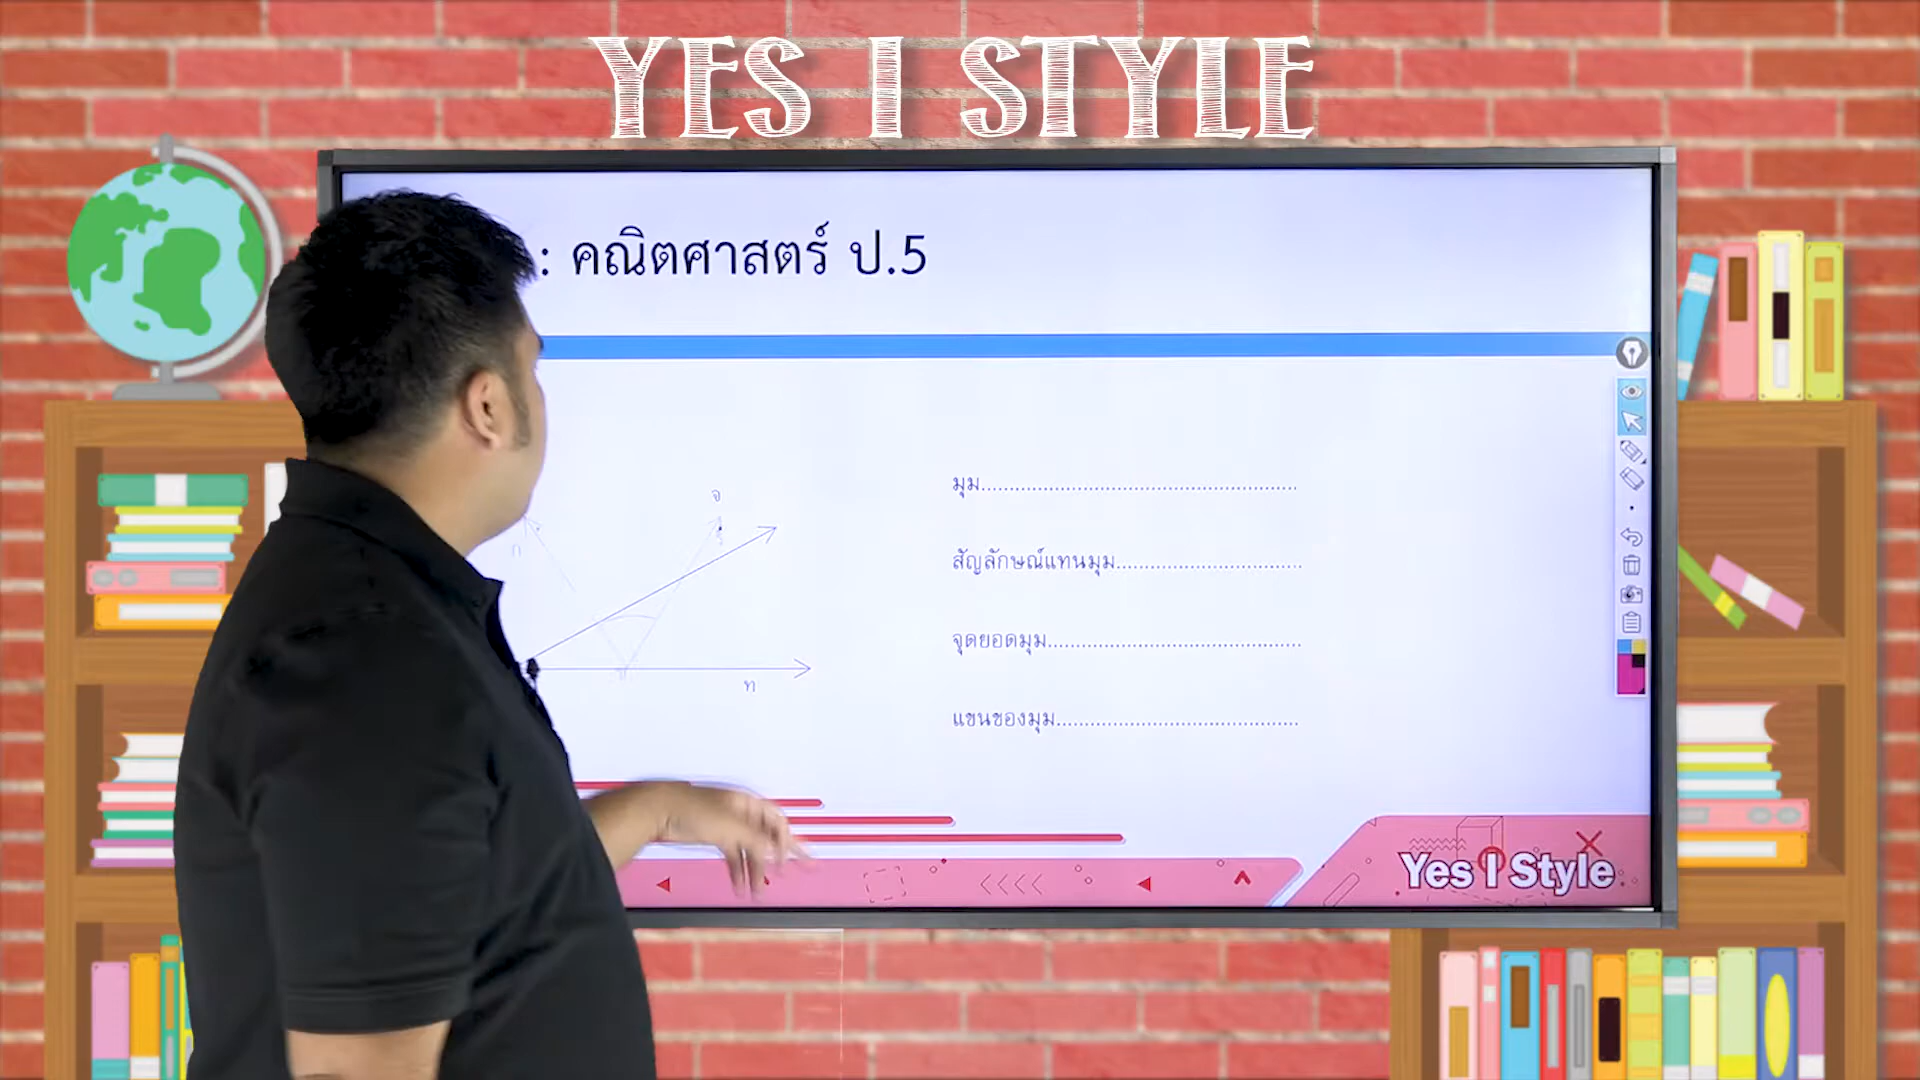 YES I STYLE
: คณิตศาสตร์ ป.5
จ
ก
ท
มุม........................................................
สัญลักษณ์แทนมุม.................................
จุดยอดมุม.............................................
แขนของมุม...........................................
Yes I Style